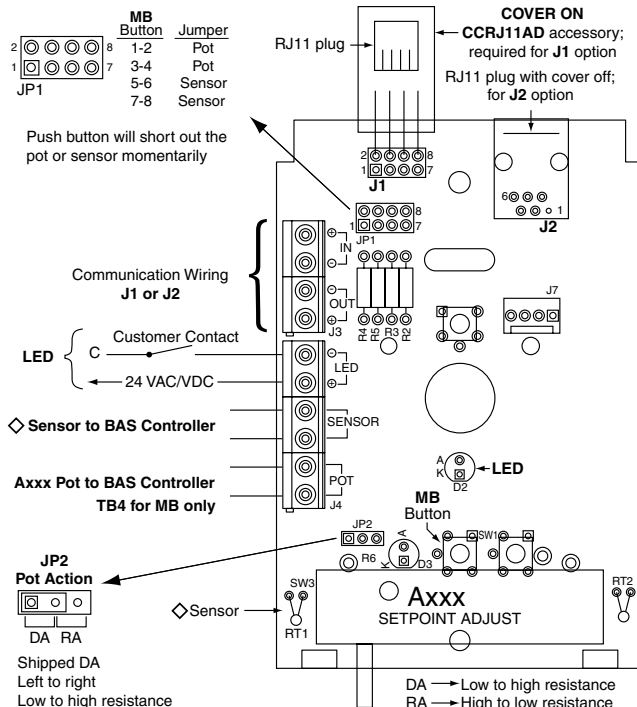 MB
Button Jumper
1-2 Pot
3-4 Pot
5-6 Sensor
7-8 Sensor
2 8
1 7
JP1
Push button will short out the
pot or sensor momentarily
RJ11 plug
COVER ON
CCRJ11AD accessory;
required for J1 option
RJ11 plug with cover off;
for J2 option
2 8
1 7
J1
6
1
J2
8
1 7
JP1
+ IN
-
- OUT
+
J3
Communication Wiring
J1 or J2
R4 R5 R3 R2
J7
LED
C Customer Contact
24 VAC/VDC
- LED
+
◇ Sensor to BAS Controller
SENSOR
Axxx Pot to BAS Controller
TB4 for MB only
POT
J4
A
K
D2
LED
MB
Button
SW1
JP2
R6
A
K
D3
JP2
Pot Action
DA RA
Shipped DA
Left to right
Low to high resistance
◇ Sensor
SW3
RT1
Axxx
SETPOINT ADJUST
RT2
DA → Low to high resistance
RA → High to low resistance